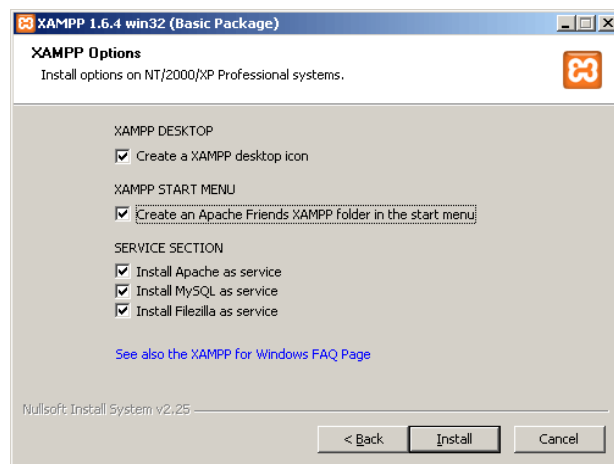 XAMPP 1.6.4 win32 (Basic Package)
XAMPP Options
Install options on NT/2000/XP Professional systems.
XAMPP DESKTOP
Create a XAMPP desktop icon
XAMPP START MENU
Create an Apache Friends XAMPP folder in the start menu
SERVICE SECTION
Install Apache as service
Install MySQL as service
Install Filezilla as service
See also the XAMPP for Windows FAQ Page
Nullsoft Install System v2.25
< Back Install Cancel